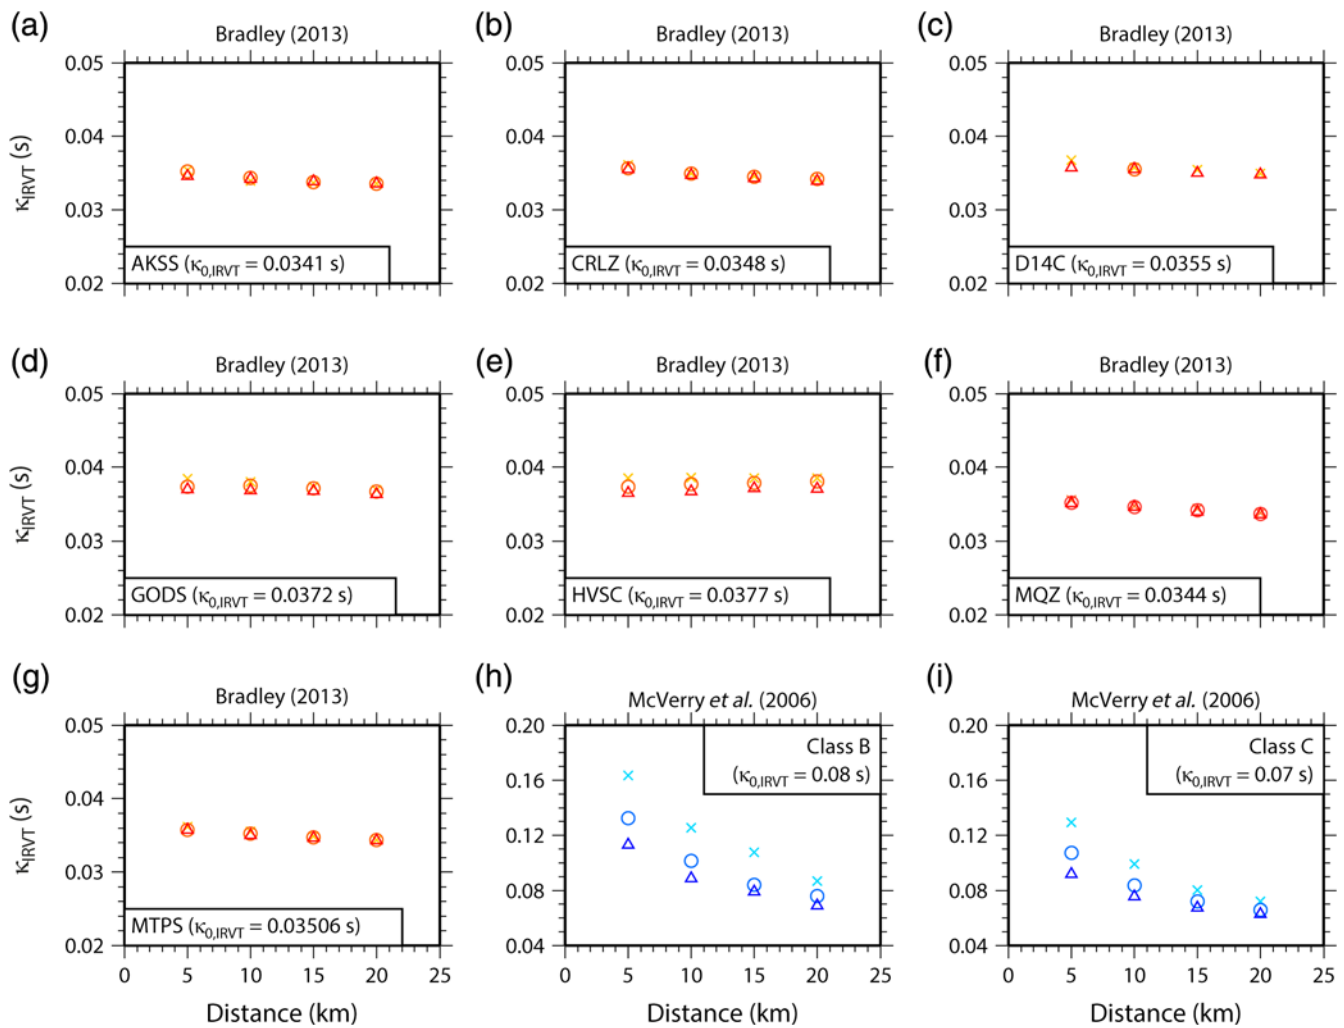 (a) (b) (c)
Bradley (2013) Bradley (2013) Bradley (2013)
0.05 0.05 0.05
0.04 0.04 0.04
κIRVT (s)
0.03 0.03 0.03
AKSS (κ0,IRVT = 0.0341 s) CRLZ (κ0,IRVT = 0.0348 s) D14C (κ0,IRVT = 0.0355 s)
0.02 0.02 0.02
(d) (e) (f)
Bradley (2013) Bradley (2013) Bradley (2013)
0.05 0.05 0.05
0.04 0.04 0.04
κIRVT (s)
0.03 0.03 0.03
GODS (κ0,IRVT = 0.0372 s) HVSC (κ0,IRVT = 0.0377 s) MQZ (κ0,IRVT = 0.0344 s)
0.02 0.02 0.02
(g) (h) (i)
Bradley (2013) McVerry et al. (2006) McVerry et al. (2006)
0.05 0.20 0.20
Class B Class C
(κ0,IRVT = 0.08 s) (κ0,IRVT = 0.07 s)
0.16 0.16
0.04
κIRVT (s)
0.12 0.12
0.03
0.08 0.08
MTPS (κ0,IRVT = 0.03506 s)
0.02 0.04 0.04
0 5 10 15 20 25 0 5 10 15 20 25 0 5 10 15 20 25
Distance (km) Distance (km) Distance (km)